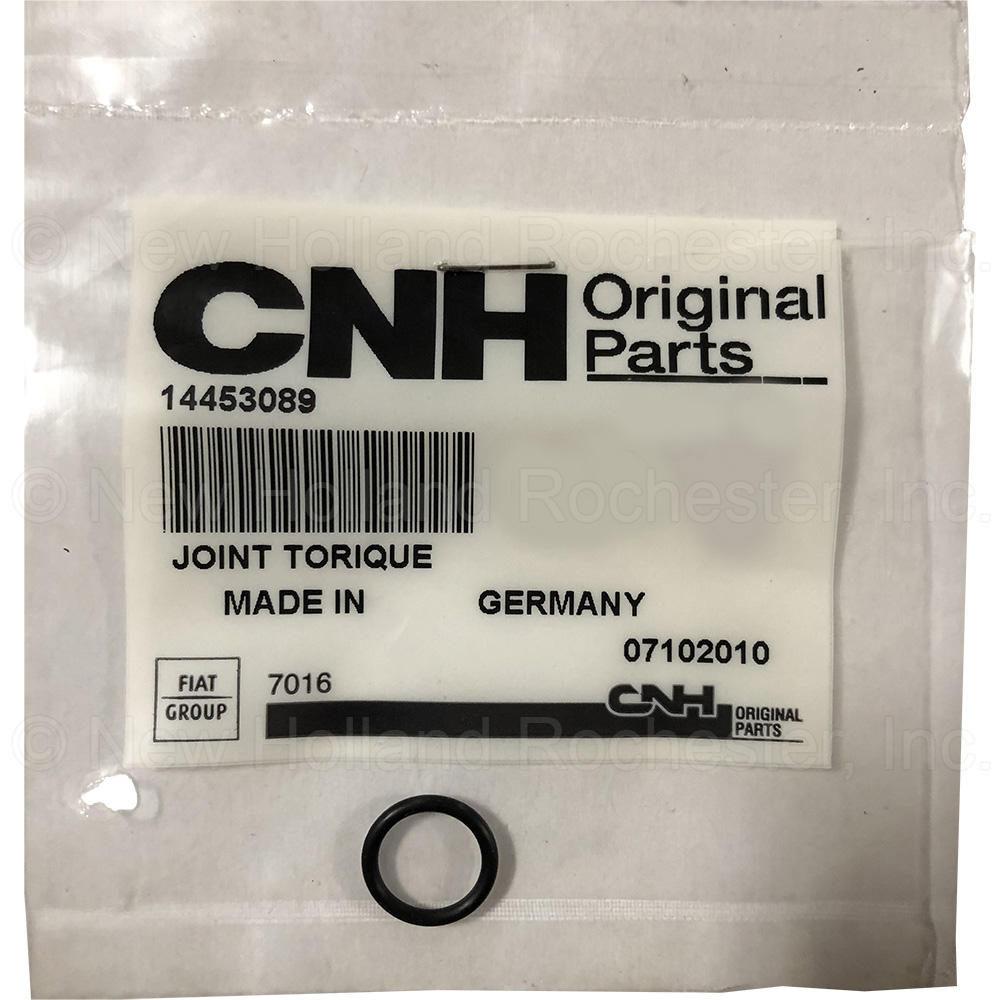 © New Holland Rochester, Inc.
CNH Original
Parts
14453089
© New Holland Rochester, Inc.
JOINT TORIQUE
MADE IN GERMANY
07102010
FIAT
GROUP
7016
CNH
ORIGINAL
PARTS
© New Holland Rochester, Inc.